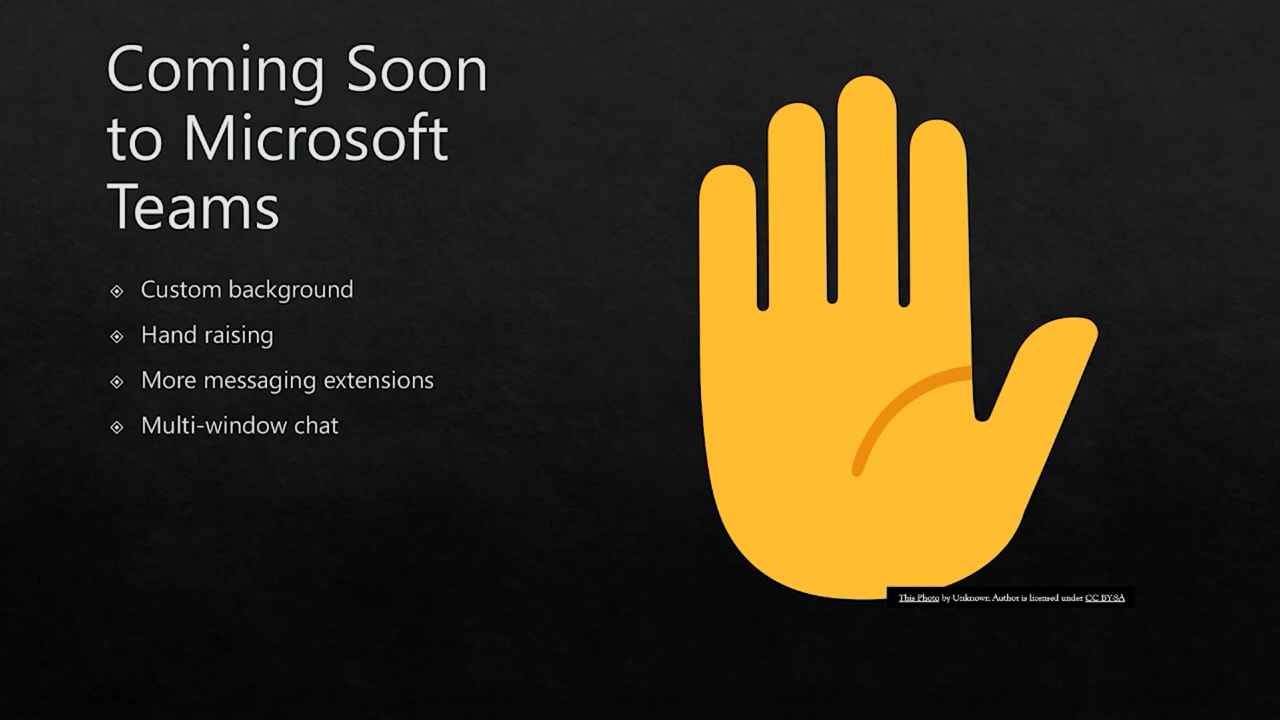 Coming Soon
to Microsoft
Teams
Custom background
Hand raising
More messaging extensions
Multi-window chat
This Photo by Unknown Author is licensed under CC BY-SA